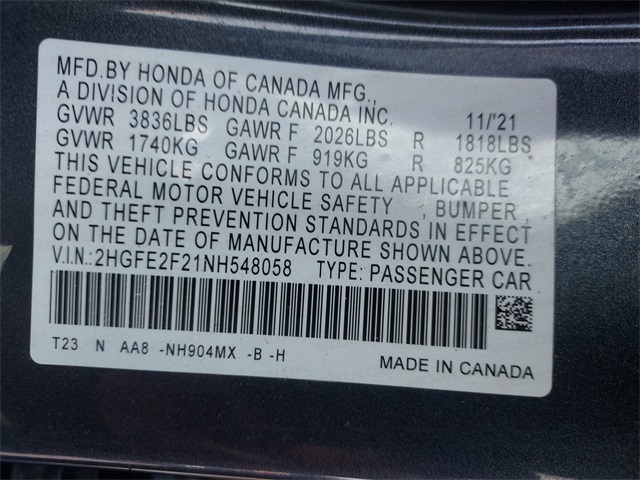 MFD.BY HONDA OF CANADA MFG.,
A DIVISION OF HONDA CANADA INC. 11/'21
GVWR 3836LBS GAWR F 2026LBS R 1818LBS
GVWR 1740KG GAWR F 919KG R 825KG
THIS VEHICLE CONFORMS TO ALL APPLICABLE
FEDERAL MOTOR VEHICLE SAFETY , BUMPER ,
AND THEFT PREVENTION STANDARDS IN EFFECT
ON THE DATE OF MANUFACTURE SHOWN ABOVE.
V.I.N.:2HGFE2F21NH548058 TYPE: PASSENGER CAR
T23 N AA8 -NH904MX -B -H
MADE IN CANADA